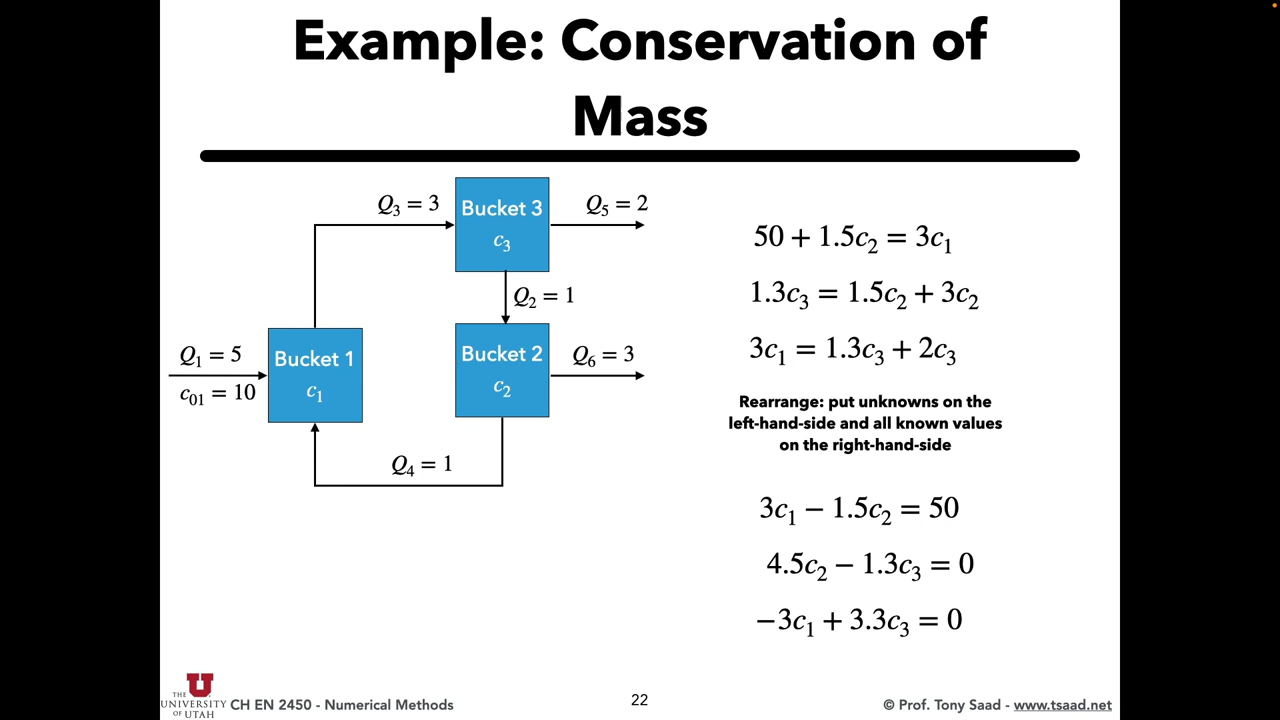 Example: Conservation of
Mass
Q₃ = 3
Bucket 3
c₃
Q₅ = 2
Q₂ = 1
Q₁ = 5
c₀₁ = 10
Bucket 1
c₁
Bucket 2
c₂
Q₆ = 3
Q₄ = 1
50 + 1.5c₂ = 3c₁
1.3c₃ = 1.5c₂ + 3c₂
3c₁ = 1.3c₃ + 2c₃
Rearrange: put unknowns on the
left-hand-side and all known values
on the right-hand-side
3c₁ − 1.5c₂ = 50
4.5c₂ − 1.3c₃ = 0
−3c₁ + 3.3c₃ = 0
THE
UNIVERSITY
OF UTAH
CH EN 2450 - Numerical Methods
22
© Prof. Tony Saad - www.tsaad.net